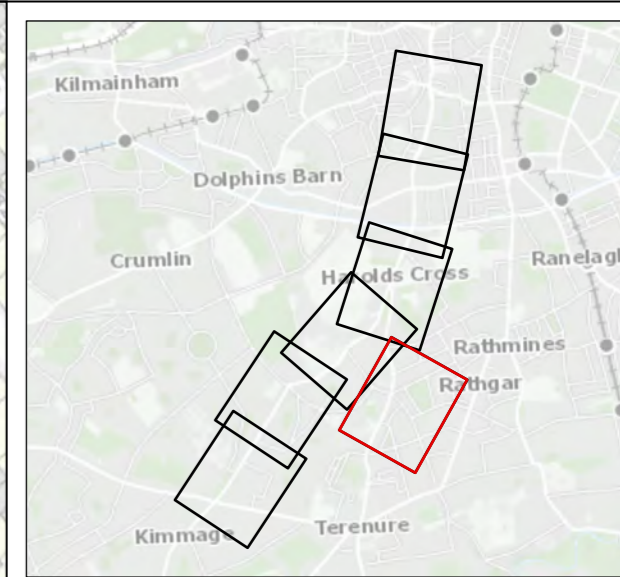 Kilmainham
Dolphins Barn
Crumlin
Ranelagh
Harolds Cross
Rathmines
Rathgar
Terenure
Kimmage